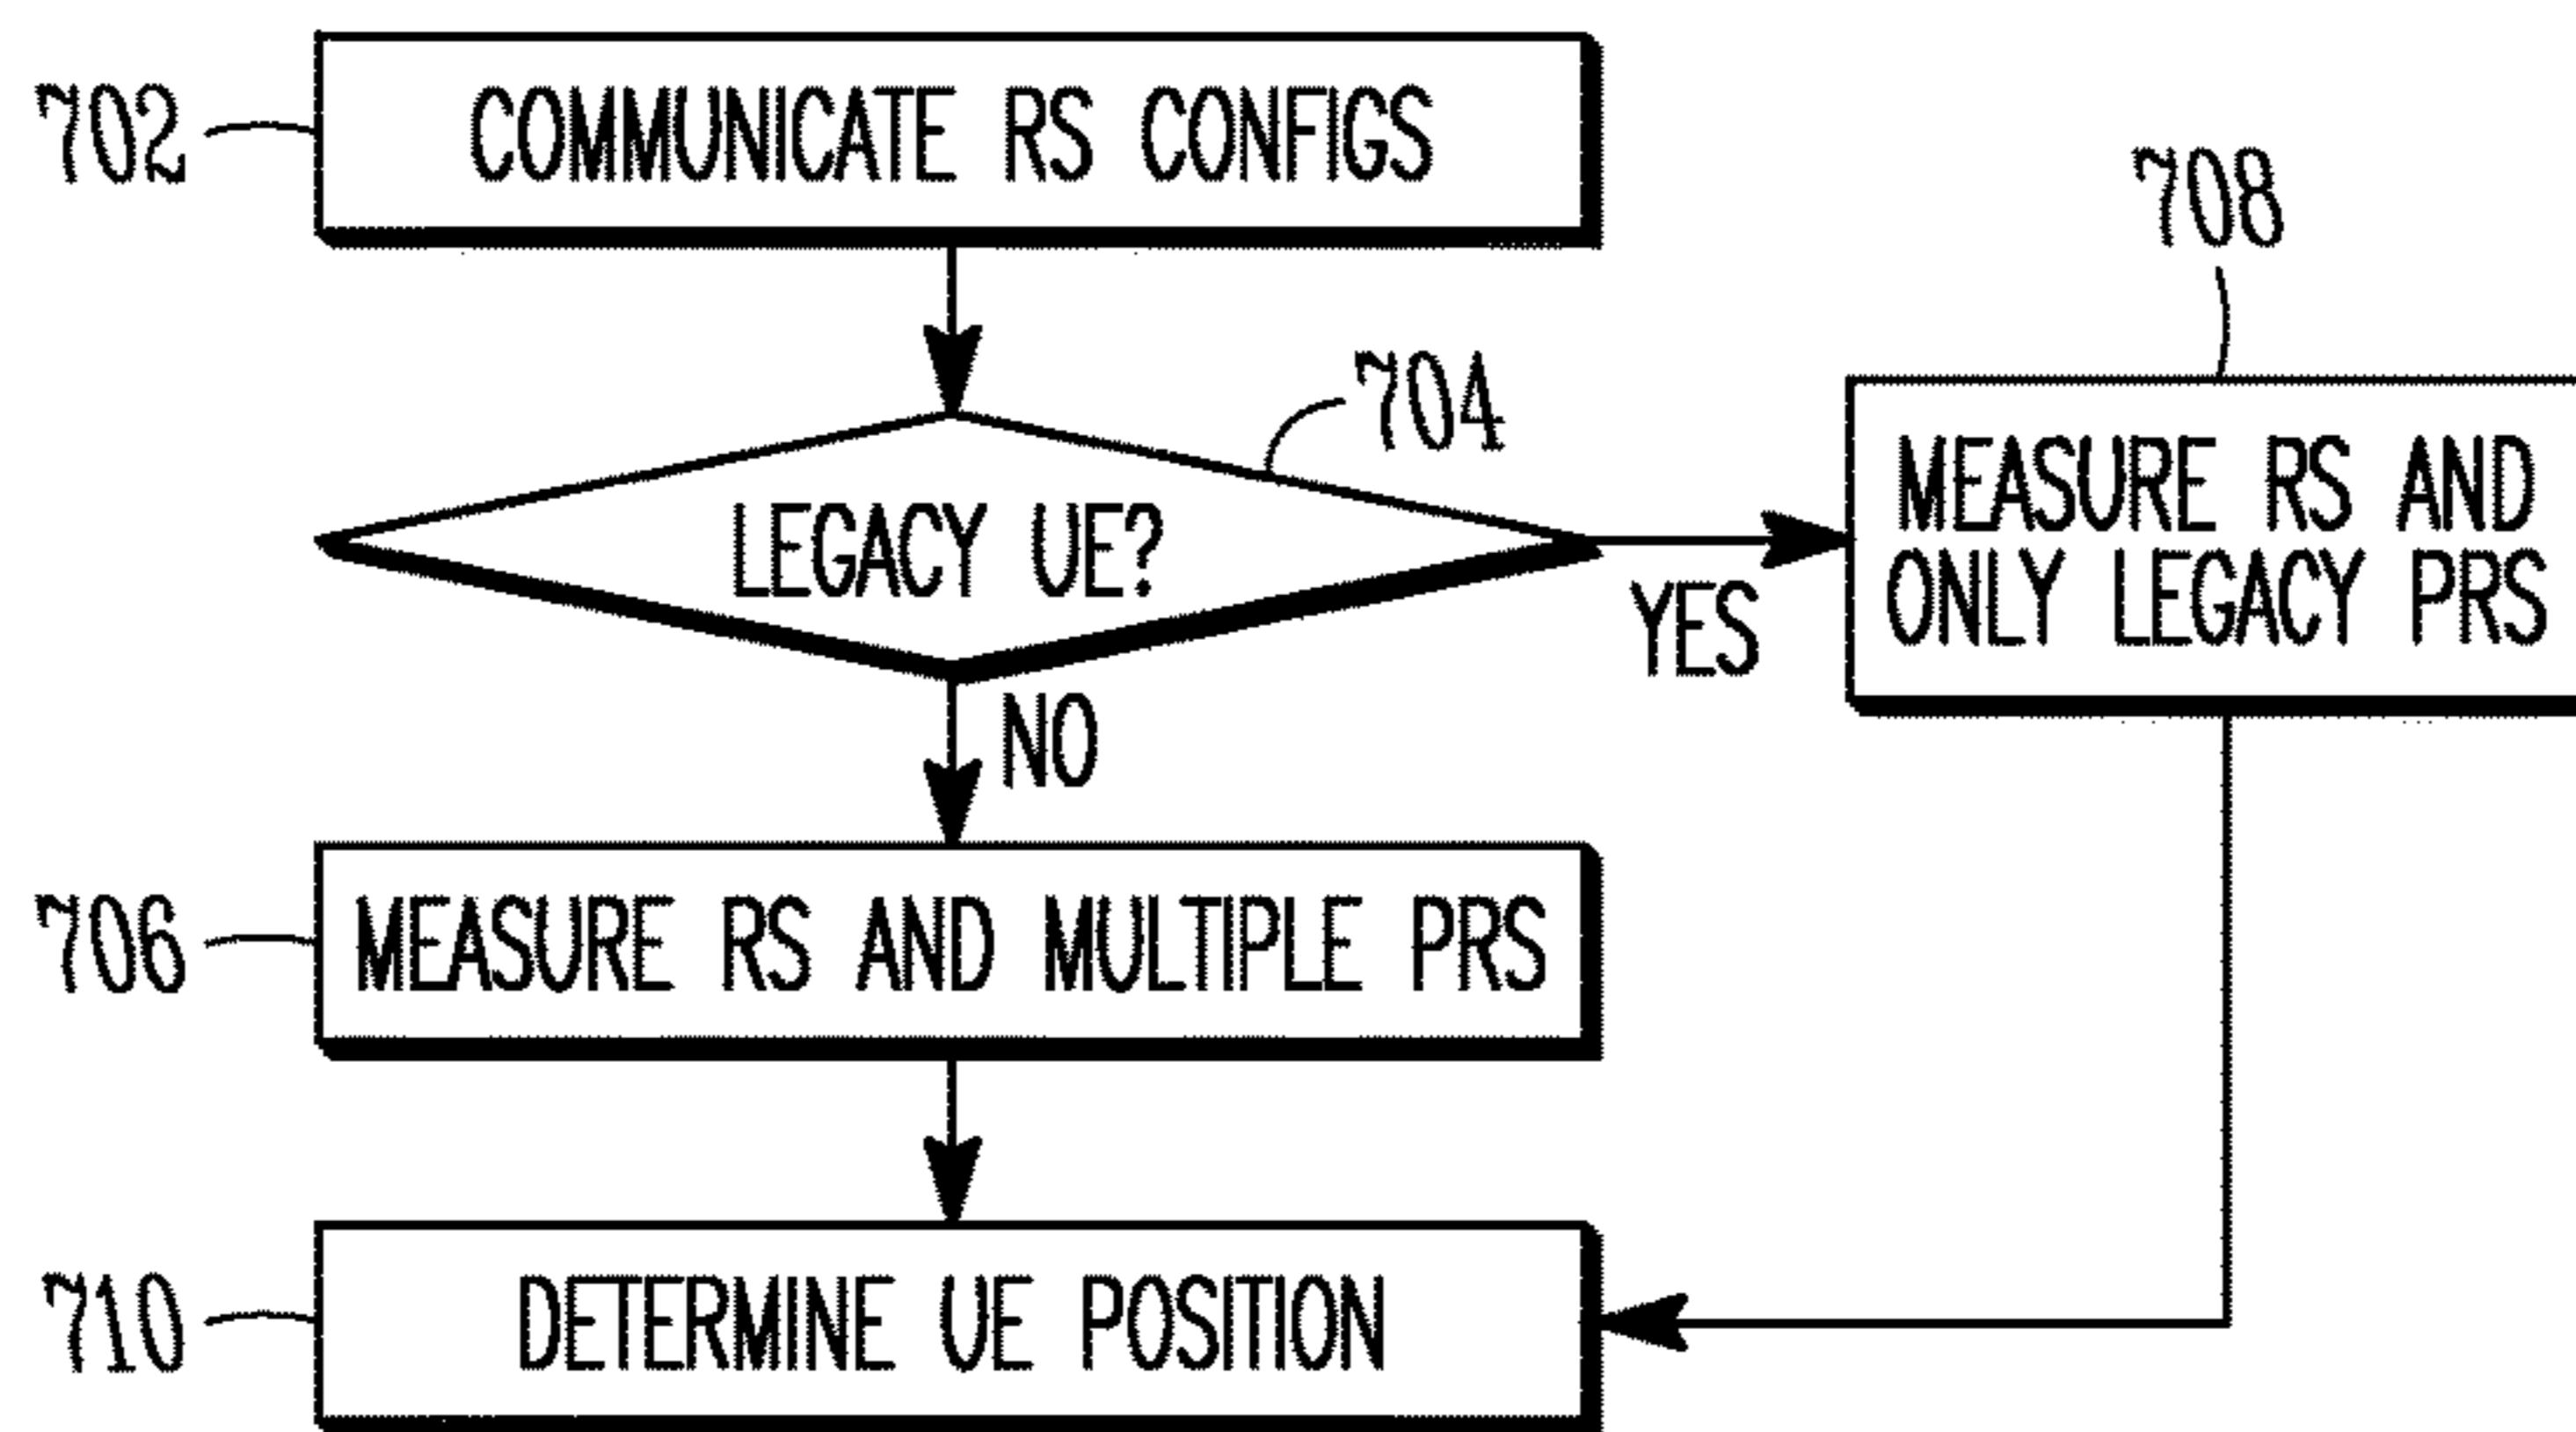 702
COMMUNICATE RS CONFIGS
708
704
LEGACY UE?
MEASURE RS AND
ONLY LEGACY PRS
YES
NO
706
MEASURE RS AND MULTIPLE PRS
710
DETERMINE UE POSITION